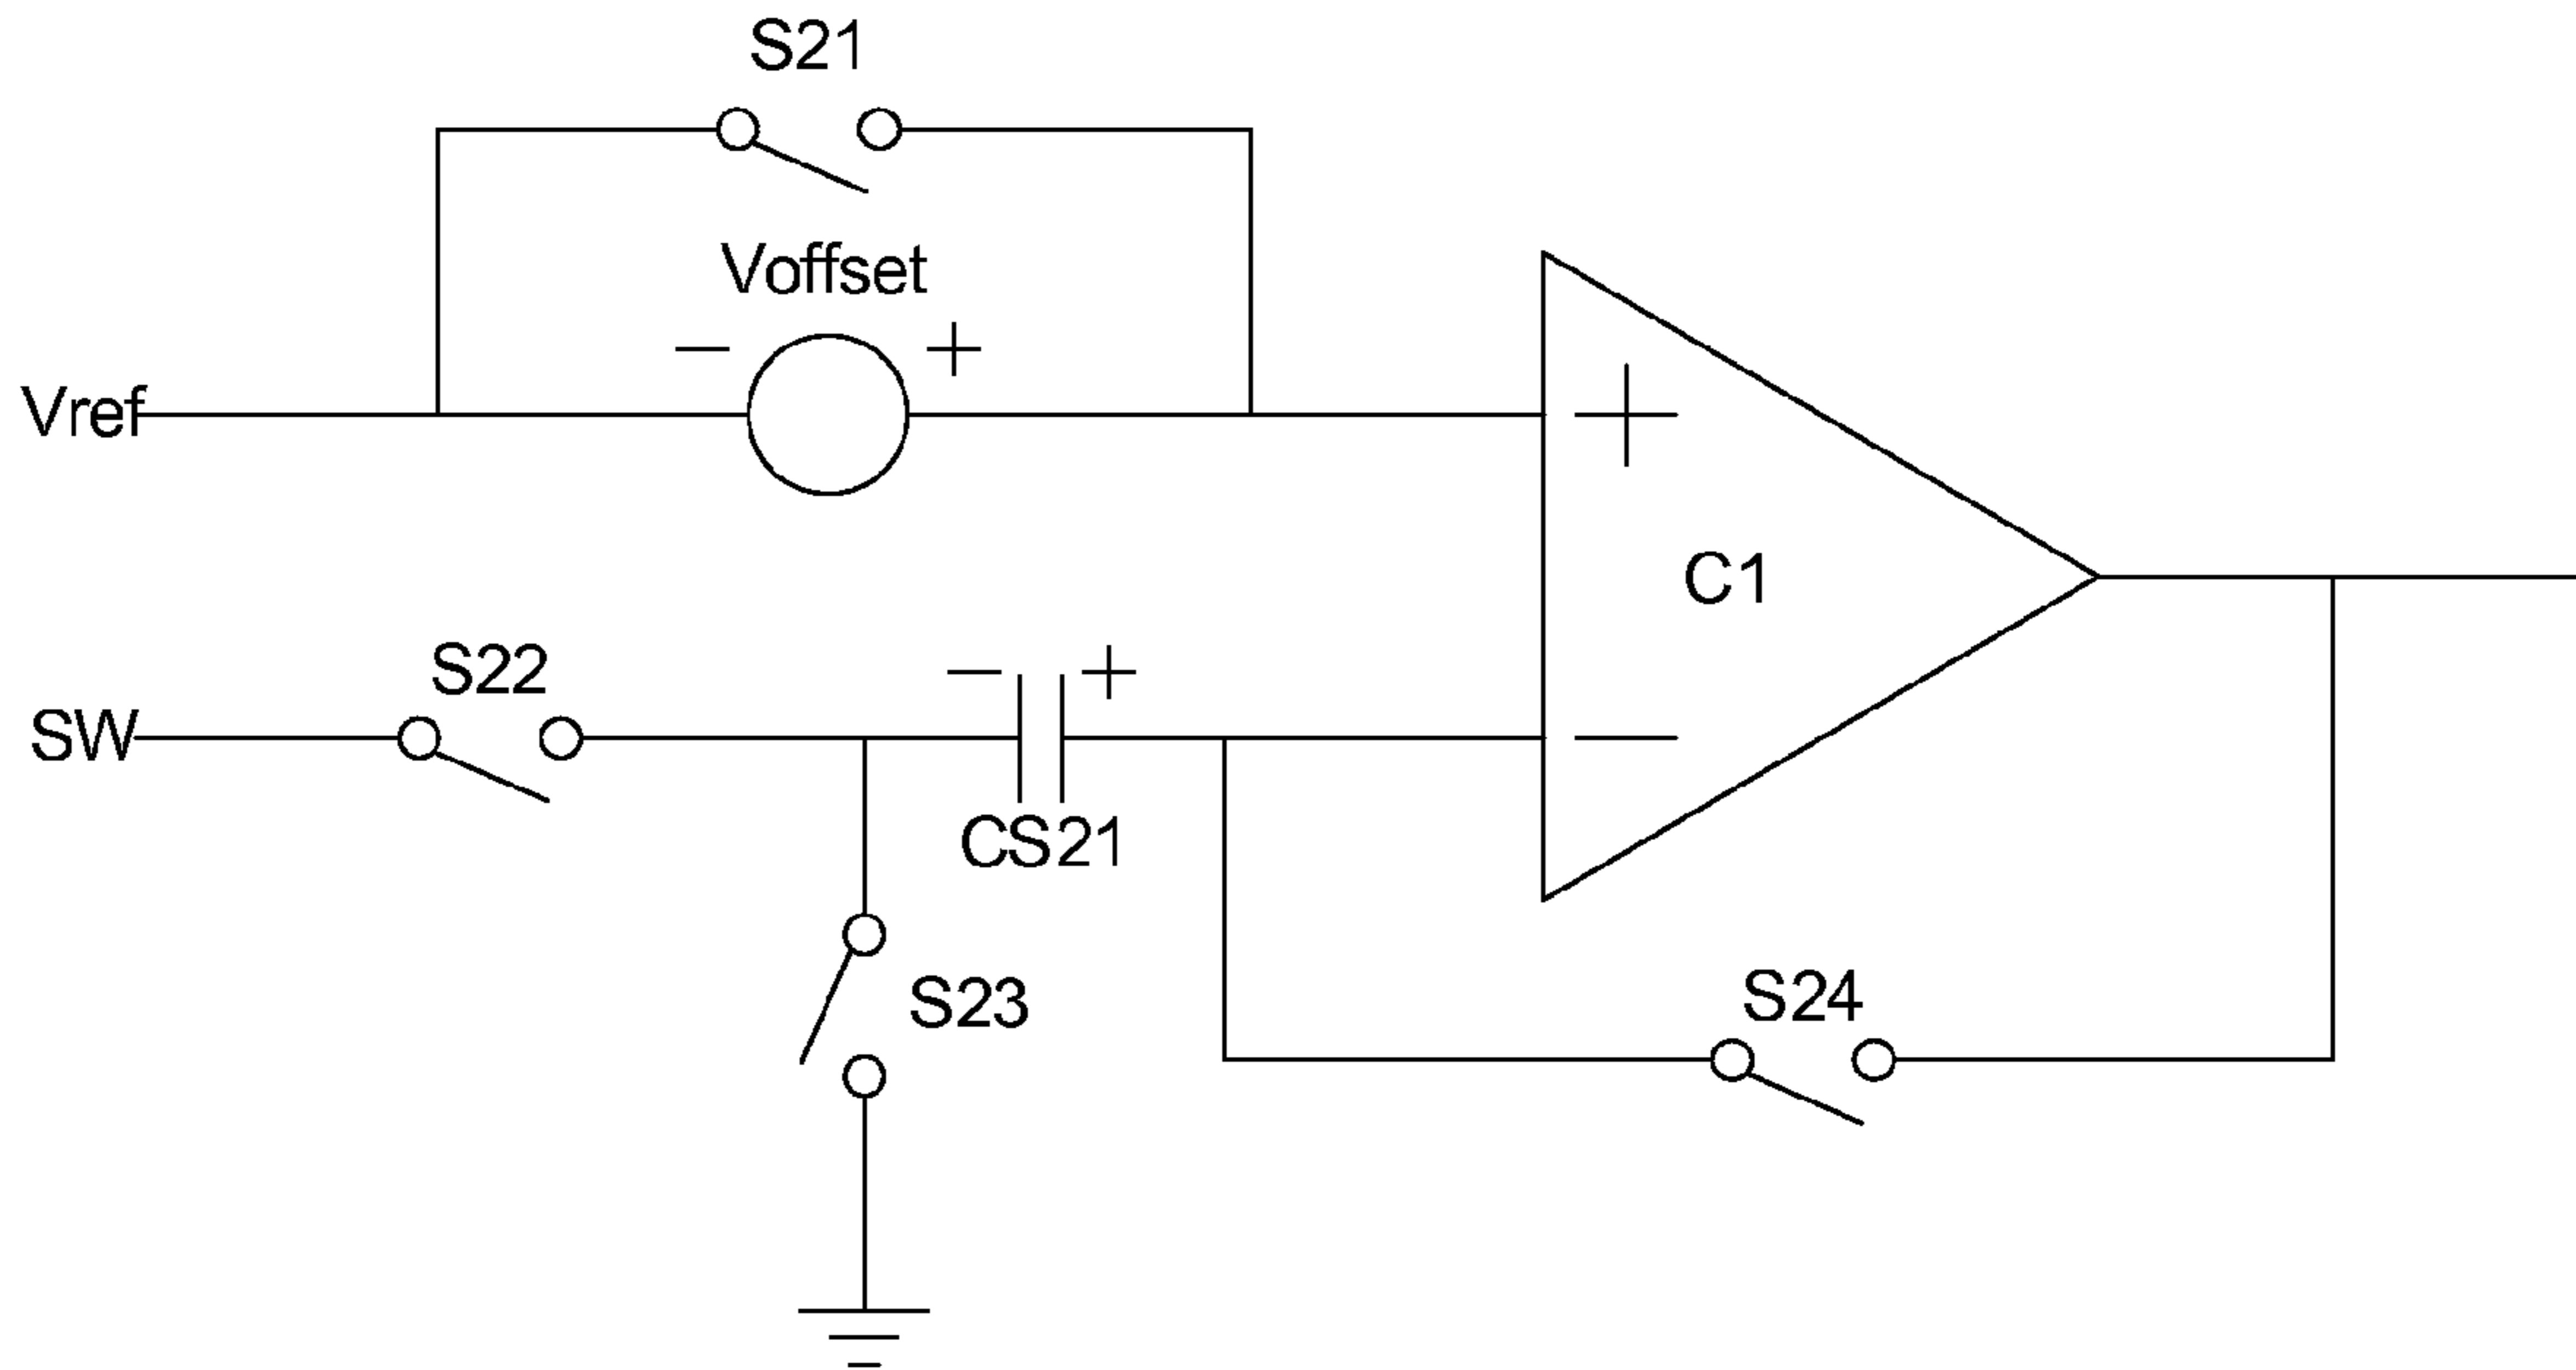 S21
Voffset
− +
Vref
+
C1
S22
− +
SW
−
CS21
S23
S24